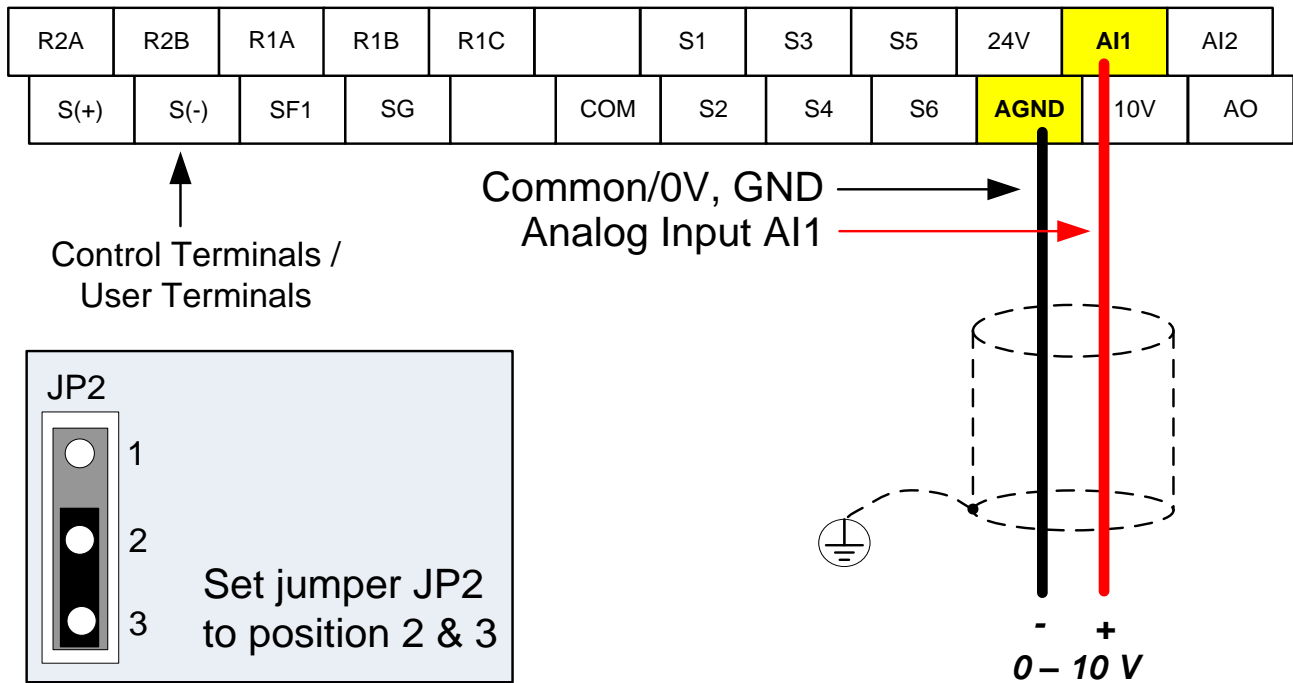 R2A R2B R1A R1B R1C S1 S3 S5 24V AI1 AI2
S(+) S(-) SF1 SG COM S2 S4 S6 AGND 10V AO
Common/0V, GND
Analog Input AI1
Control Terminals /
User Terminals
JP2
1
2
3
Set jumper JP2
to position 2 & 3
- +
0 – 10 V